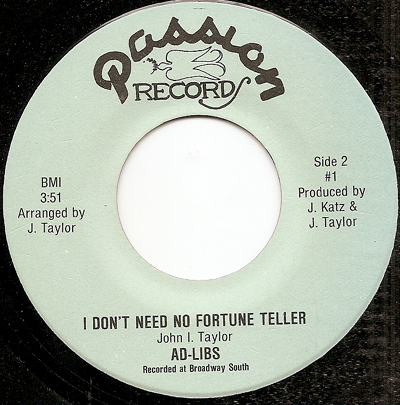 Passion
RECORDS
BMI
3:51
Arranged by
J. Taylor
Side 2
#1
Produced by
J. Katz &
J. Taylor
I DON'T NEED NO FORTUNE TELLER
John I. Taylor
AD-LIBS
Recorded at Broadway South